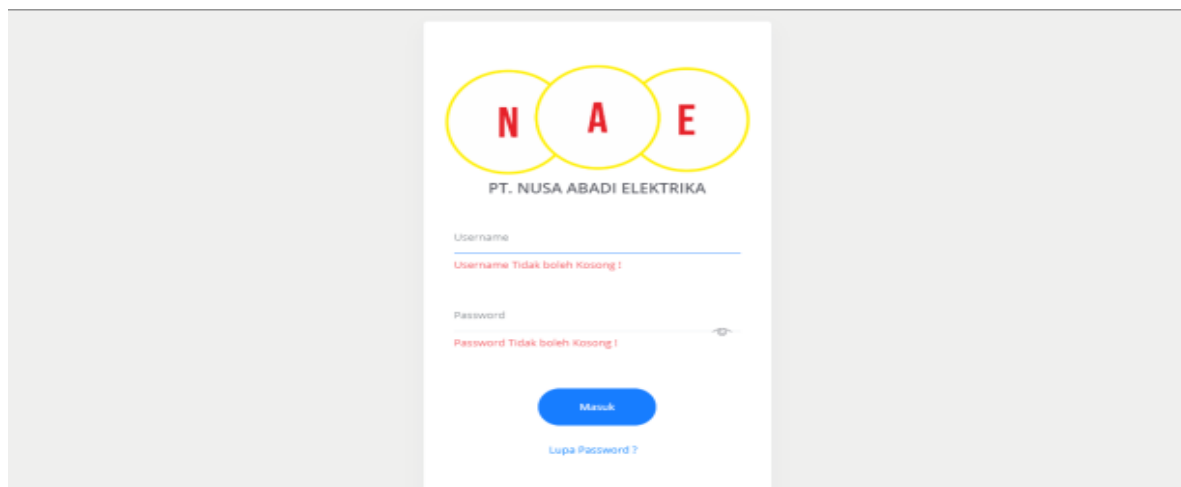 N A E
PT. NUSA ABADI ELEKTRIKA
Username
Username Tidak boleh Kosong !
Password
Password Tidak boleh Kosong !
Masuk
Lupa Password ?